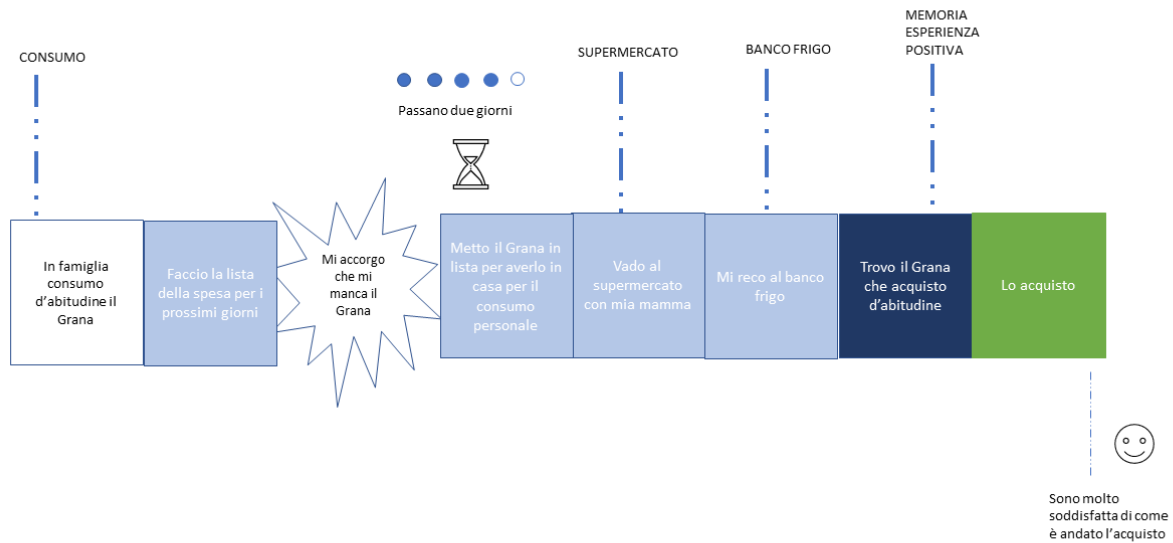 CONSUMO
SUPERMERCATO
BANCO FRIGO
MEMORIA
ESPERIENZA
POSITIVA
Passano due giorni
In famiglia
consumo
d'abitudine il
Grana
Faccio la lista
della spesa per i
prossimi giorni
Mi accorgo
che mi
manca il
Grana
Metto il Grana in
lista per averlo in
casa per il
consumo
personale
Vado al
supermercato
con mia mamma
Mi reco al banco
frigo
Trovo il Grana
che acquisto
d'abitudine
Lo acquisto
Sono molto
soddisfatta di come
è andato l'acquisto